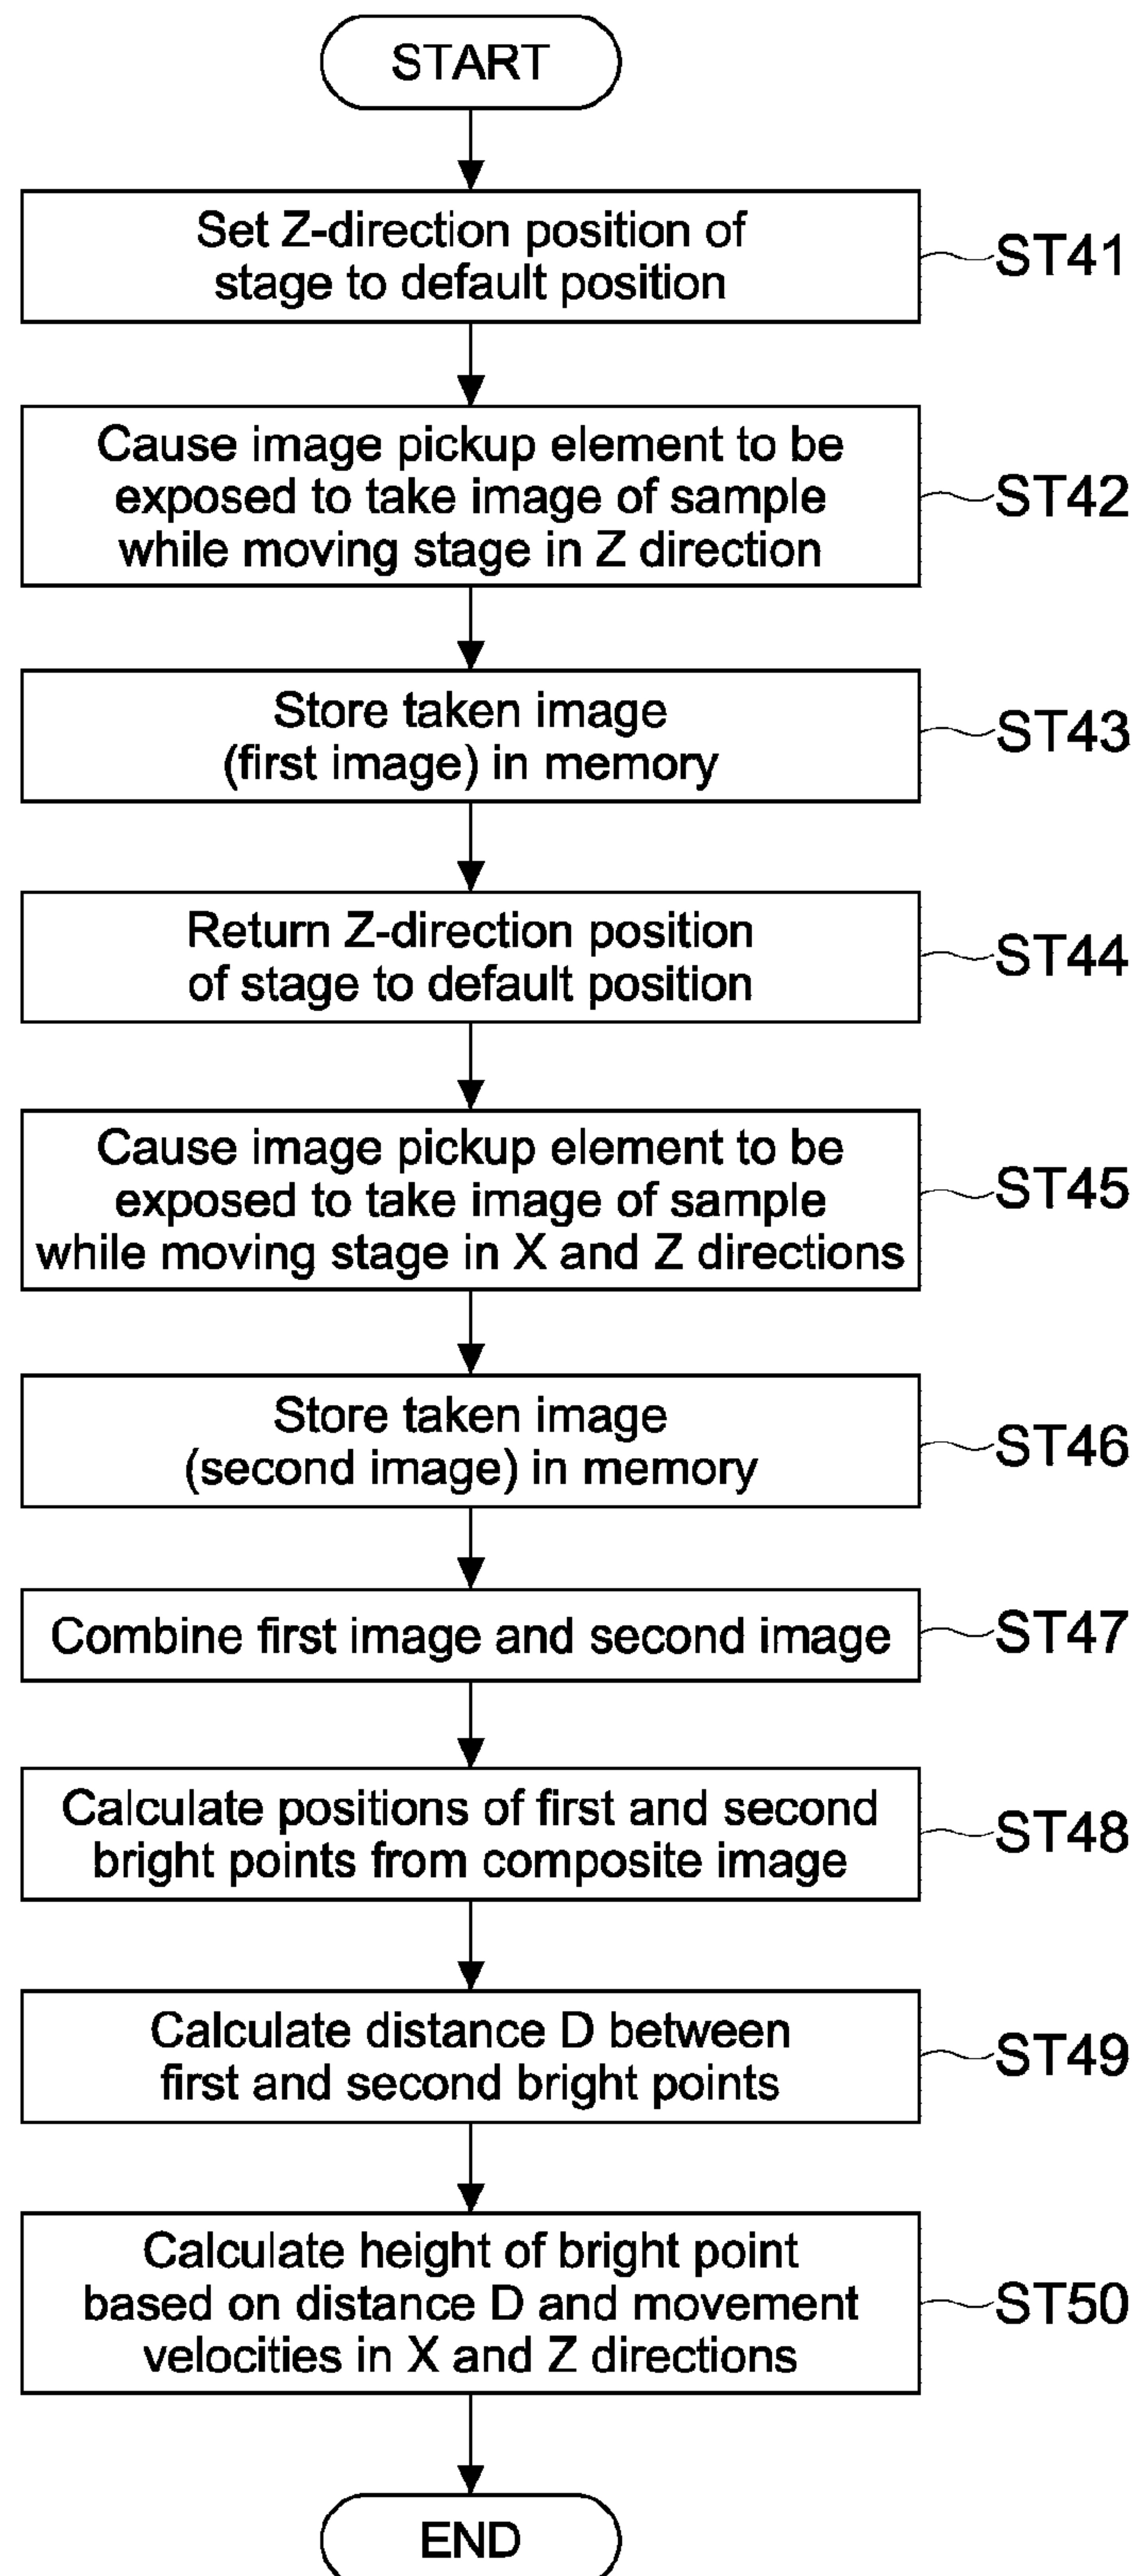 START
Set Z-direction position of
stage to default position
ST41
Cause image pickup element to be
exposed to take image of sample
while moving stage in Z direction
ST42
Store taken image
(first image) in memory
ST43
Return Z-direction position
of stage to default position
ST44
Cause image pickup element to be
exposed to take image of sample
while moving stage in X and Z directions
ST45
Store taken image
(second image) in memory
ST46
Combine first image and second image
ST47
Calculate positions of first and second
bright points from composite image
ST48
Calculate distance D between
first and second bright points
ST49
Calculate height of bright point
based on distance D and movement
velocities in X and Z directions
ST50
END